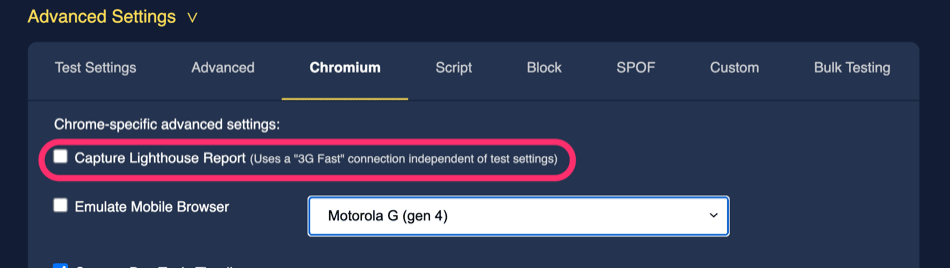 Advanced Settings ∨
Test Settings Advanced Chromium Script Block SPOF Custom Bulk Testing
Chrome-specific advanced settings:
Capture Lighthouse Report (Uses a "3G Fast" connection independent of test settings)
Emulate Mobile Browser Motorola G (gen 4)